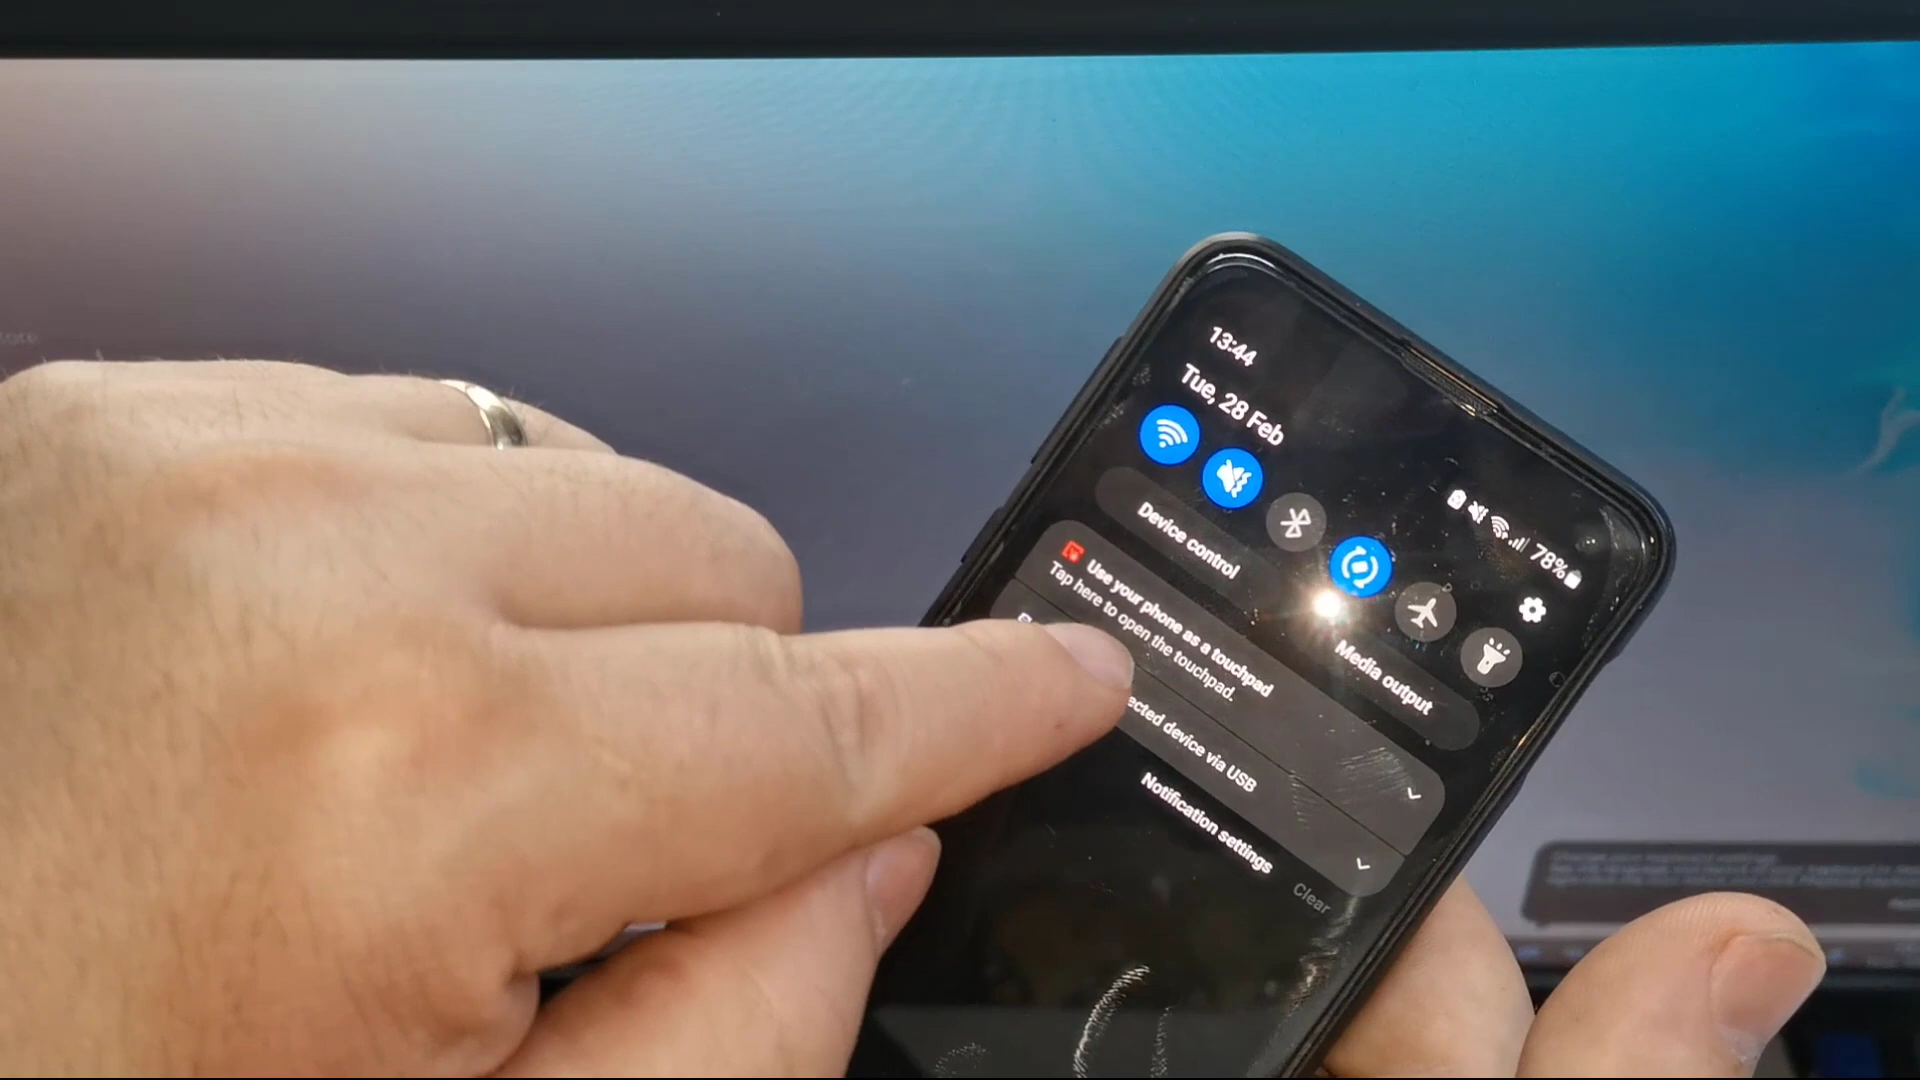 13:44
Tue, 28 Feb
78%
Device control
Media output
Use your phone as a touchpad
Tap here to open the touchpad.
ected device via USB
Notification settings
Clear